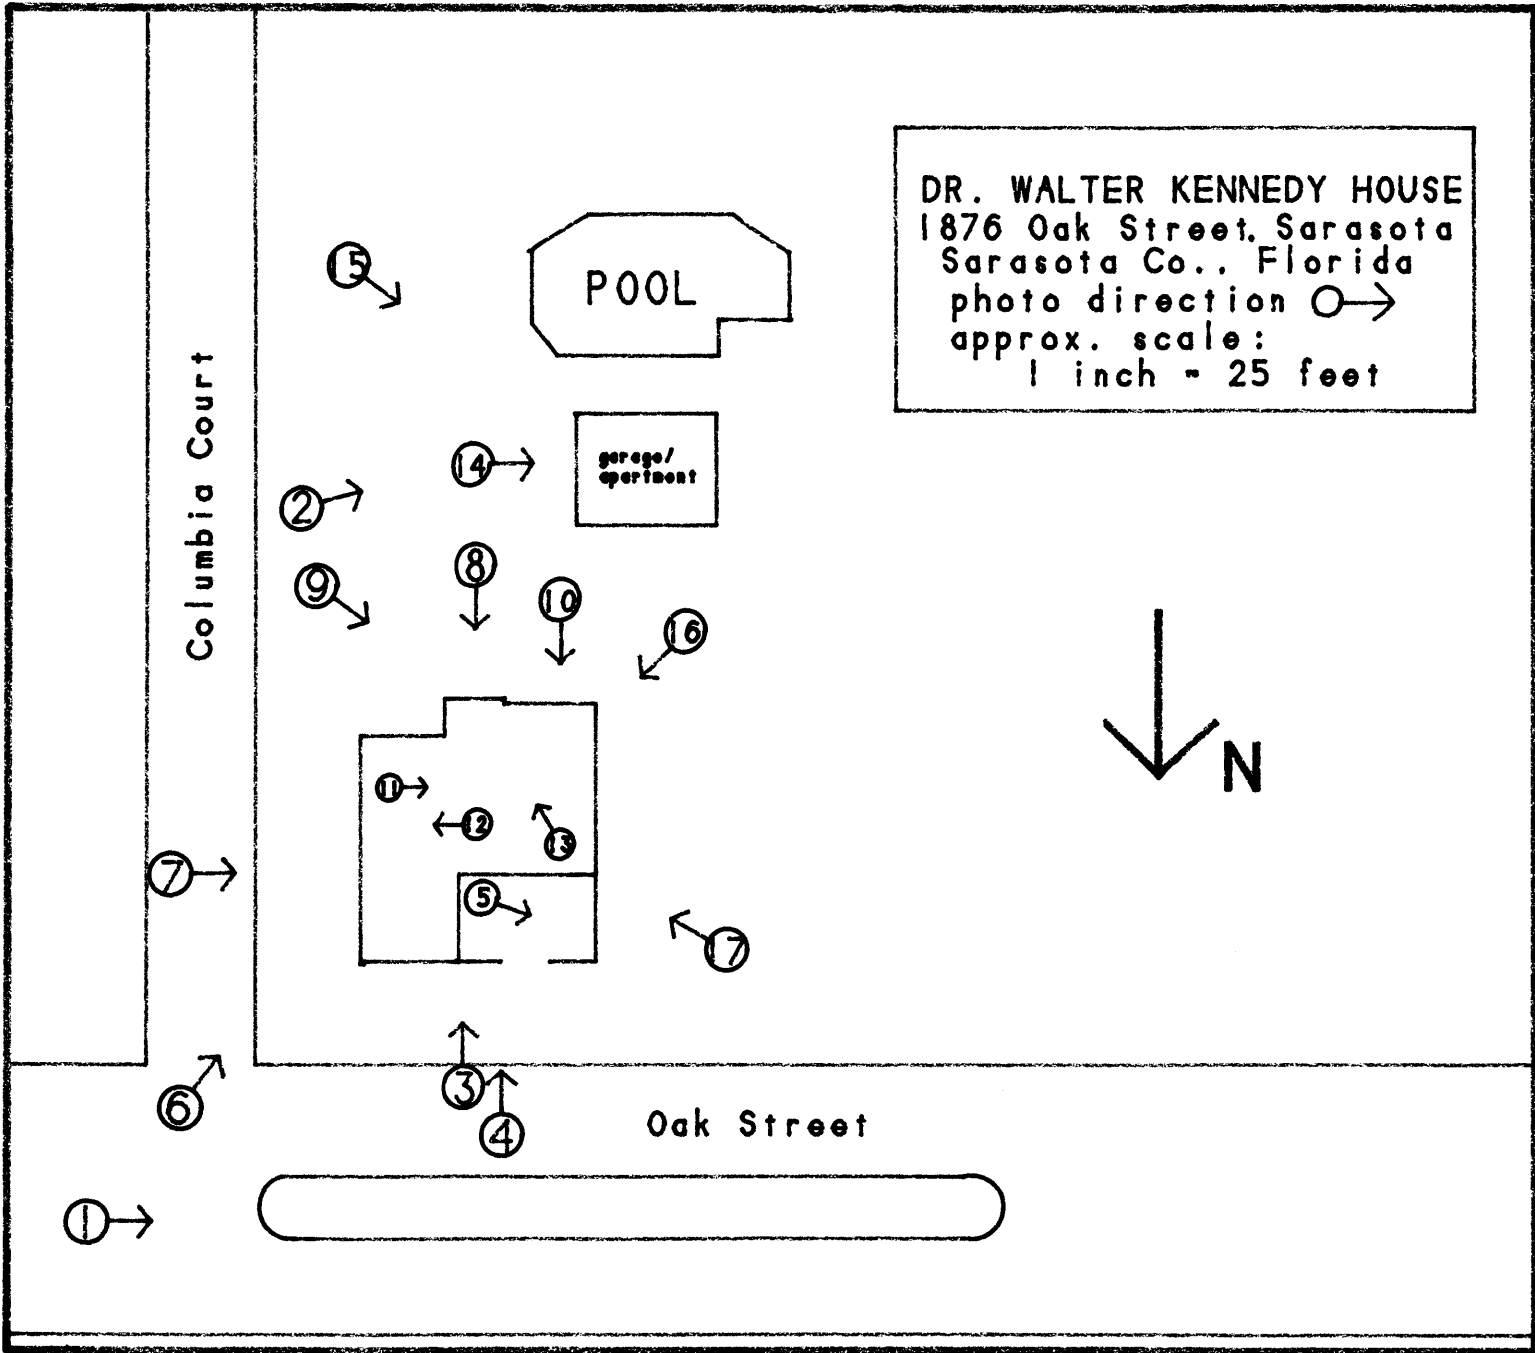 DR. WALTER KENNEDY HOUSE
1876 Oak Street, Sarasota
Sarasota Co., Florida
photo direction
approx. scale:
1 inch = 25 feet
15
POOL
Columbia Court
14
garage/
apartment
2
8
9
10
16
N
11
12
13
7
5
17
3
6
4
Oak Street
1